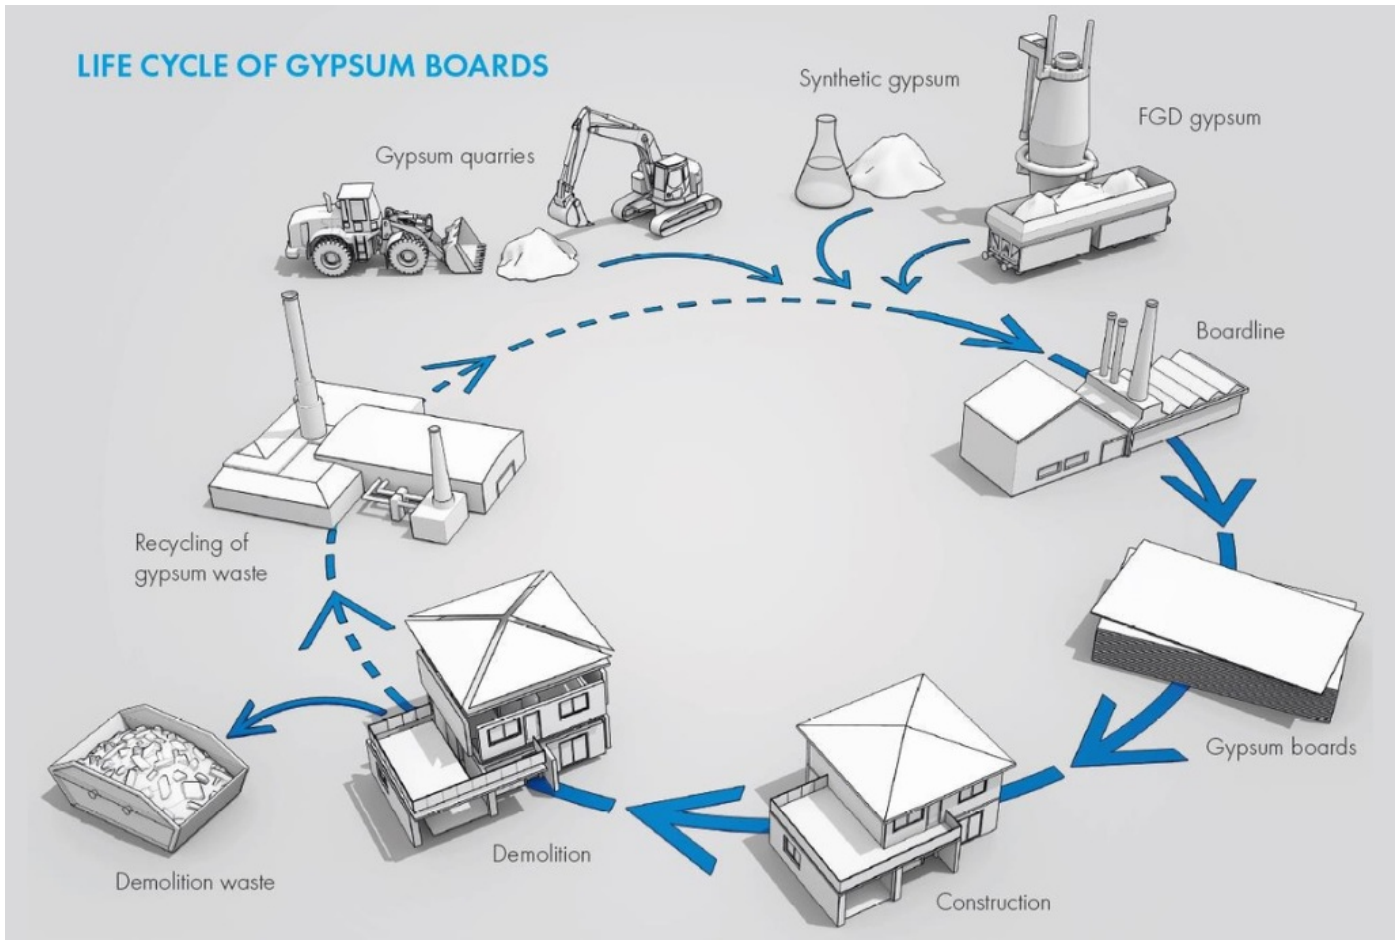 LIFE CYCLE OF GYPSUM BOARDS
Synthetic gypsum
FGD gypsum
Gypsum quarries
Boardline
Recycling of
gypsum waste
Gypsum boards
Demolition
Demolition waste
Construction